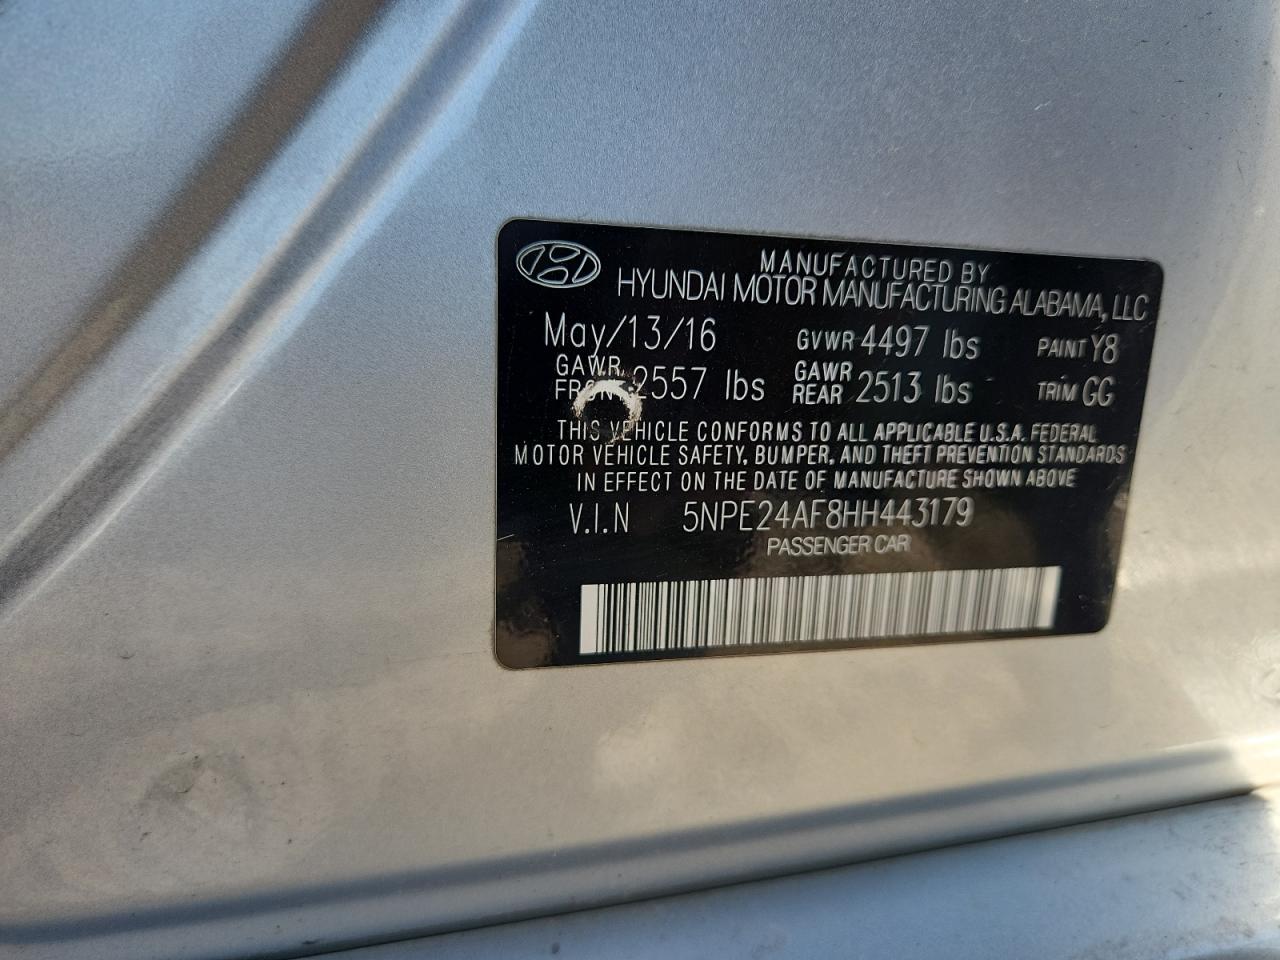 MANUFACTURED BY
HYUNDAI MOTOR MANUFACTURING ALABAMA, LLC
May/13/16 GVWR 4497 lbs PAINT Y8
GAWR FRONT 2557 lbs GAWR REAR 2513 lbs TRIM GG
THIS VEHICLE CONFORMS TO ALL APPLICABLE U.S.A. FEDERAL
MOTOR VEHICLE SAFETY, BUMPER, AND THEFT PREVENTION STANDARDS
IN EFFECT ON THE DATE OF MANUFACTURE SHOWN ABOVE
V.I.N 5NPE24AF8HH443179
PASSENGER CAR